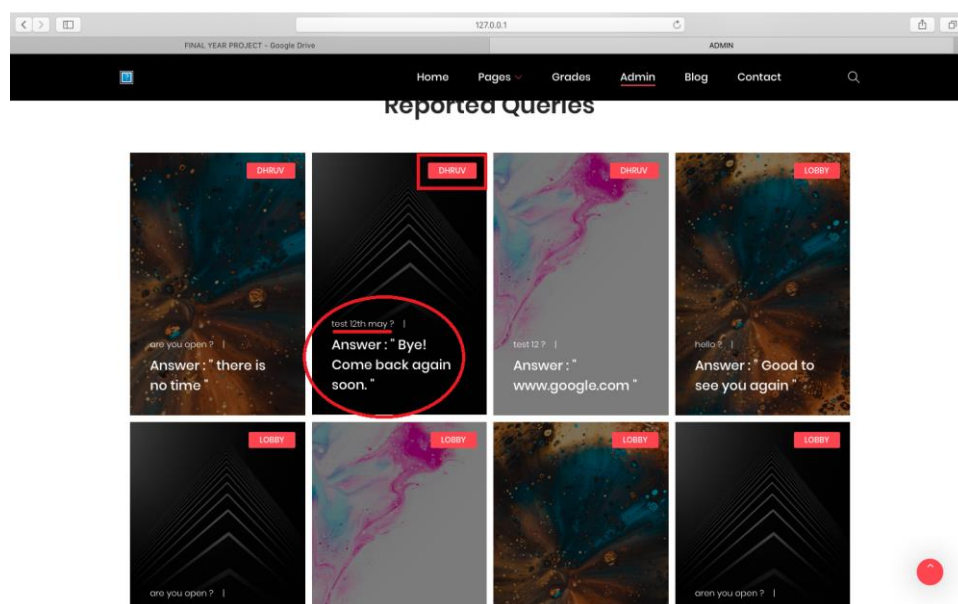 127.0.0.1
FINAL YEAR PROJECT - Google Drive
ADMIN
Home Pages Grades Admin Blog Contact
Reported Queries
DHRUV
are you open ? |
Answer : " there is
no time "
DHRUV
test 12th may ? |
Answer : " Bye!
Come back again
soon. "
DHRUV
test 12 ? |
Answer : "
www.google.com "
LOBBY
hello ? |
Answer : " Good to
see you again "
LOBBY
are you open ? |
LOBBY
LOBBY
LOBBY
aren you open ? |